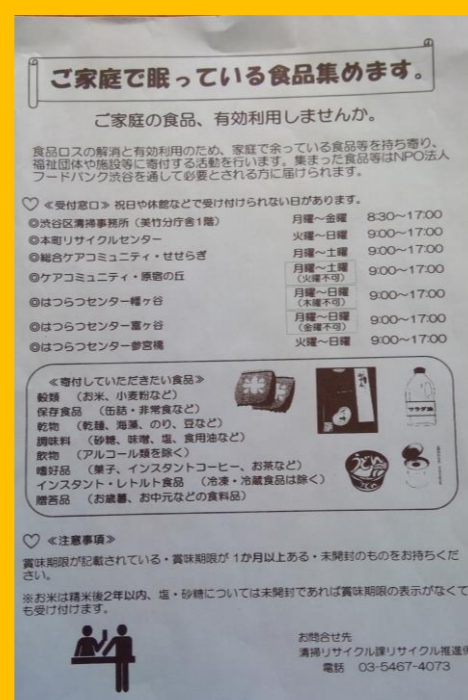 ご家庭で眠っている食品集めます。
ご家庭の食品、有効利用しませんか。
食品ロスの解消と有効利用のため、家庭で余っている食品等を持ち寄り、
福祉団体や施設等に寄付する活動を行います。集まった食品等はNPO法人
フードバンク渋谷を通して必要とされる方に届けられます。
♡ ≪受付窓口≫ 祝日や休館などで受け付けられない日があります。
◎渋谷区清掃事務所（美竹分庁舎1階） 月曜～金曜 8:30～17:00
◎本町リサイクルセンター 火曜～日曜 9:00～17:00
◎総合ケアコミュニティ・せせらぎ 月曜～土曜 9:00～17:00
◎ケアコミュニティ・原宿の丘 月曜～土曜 9:00～17:00
（火曜不可）
◎はつらつセンター幡ヶ谷 月曜～日曜 9:00～17:00
（木曜不可）
◎はつらつセンター富ヶ谷 月曜～日曜 9:00～17:00
（金曜不可）
◎はつらつセンター参宮橋 火曜～日曜 9:00～17:00
≪寄付していただきたい食品≫
穀類 （お米、小麦粉など）
保存食品 （缶詰・非常食など）
乾物 （乾麺、海藻、のり、豆など）
調味料 （砂糖、味噌、塩、食用油など）
飲物 （アルコール類を除く）
嗜好品 （菓子、インスタントコーヒー、お茶など）
インスタント・レトルト食品 （冷凍・冷蔵食品は除く）
贈答品 （お歳暮、お中元などの食料品）
サラダ油
うどん
♡ ≪注意事項≫
賞味期限が記載されている・賞味期限が 1か月以上ある・未開封のものをお持ちくだ
さい。
※お米は精米後2年以内、塩・砂糖については未開封であれば賞味期限の表示がなくて
も受け付けます。
お問合せ先
清掃リサイクル課リサイクル推進係
電話 03-5467-4073